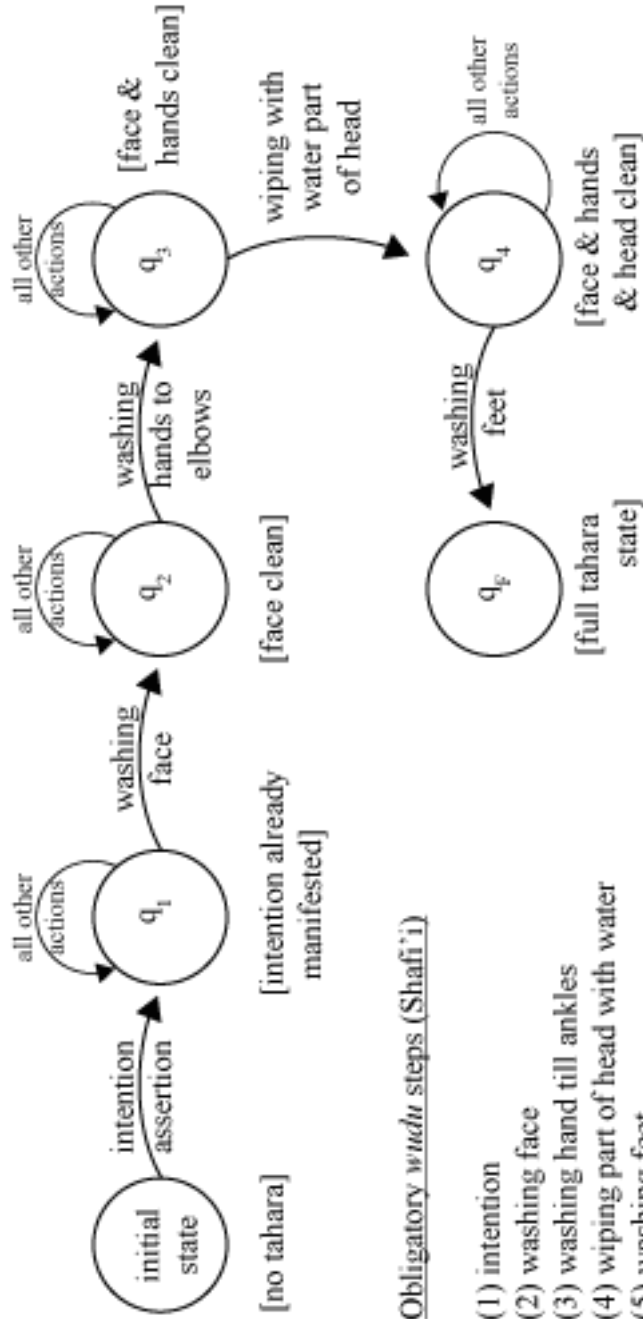 initial
state
[no tahara]
intention
assertion
all other
actions
q1
[intention already
manifested]
washing
face
all other
actions
q2
[face clean]
washing
hands to
elbows
all other
actions
q3
[face &
hands clean]
wiping with
water part
of head
all other
actions
q4
[face & hands
& head clean]
washing
feet
qF
[full tahara
state]
Obligatory wudu steps (Shafi'i)
(1) intention
(2) washing face
(3) washing hand till ankles
(4) wiping part of head with water
(5) washing feet